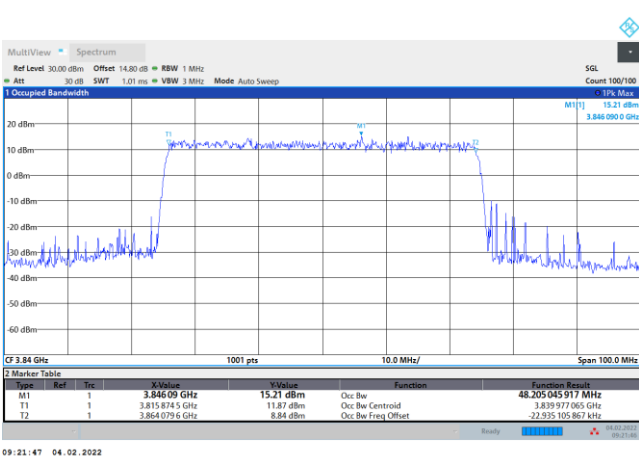 MultiView Spectrum
Ref Level 30.00 dBm Offset 14.80 dB RBW 1 MHz SGL
Att 30 dB SWT 1.01 ms VBW 3 MHz Mode Auto Sweep Count 100/100
1 Occupied Bandwidth 1Pk Max
M1[1] 15.21 dBm
3.846 090 0 GHz
20 dBm
T1 M1 T2
10 dBm
0 dBm
-10 dBm
-20 dBm
-30 dBm
-40 dBm
-50 dBm
-60 dBm
CF 3.84 GHz 1001 pts 10.0 MHz/ Span 100.0 MHz
2 Marker Table
Type Ref Trc X-Value Y-Value Function Function Result
M1 1 3.846 09 GHz 15.21 dBm Occ Bw 48.205 045 917 MHz
T1 1 3.815 874 5 GHz 11.87 dBm Occ Bw Centroid 3.839 977 065 GHz
T2 1 3.864 079 6 GHz 8.84 dBm Occ Bw Freq Offset -22.935 105 867 kHz
Ready 04.02.2022
09:21:46
09:21:47 04.02.2022